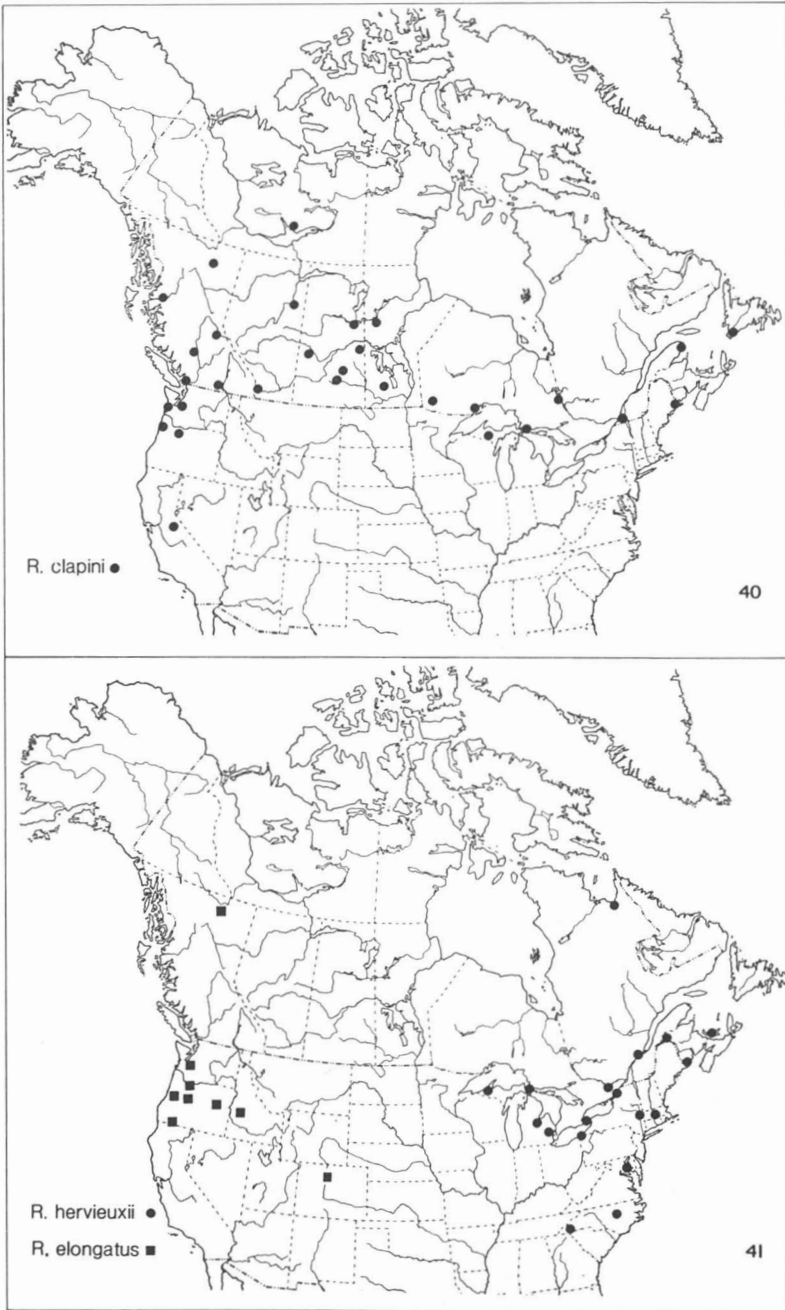 R. clapini ●
40
R. hervieuxii ●
R. elongatus ■
41